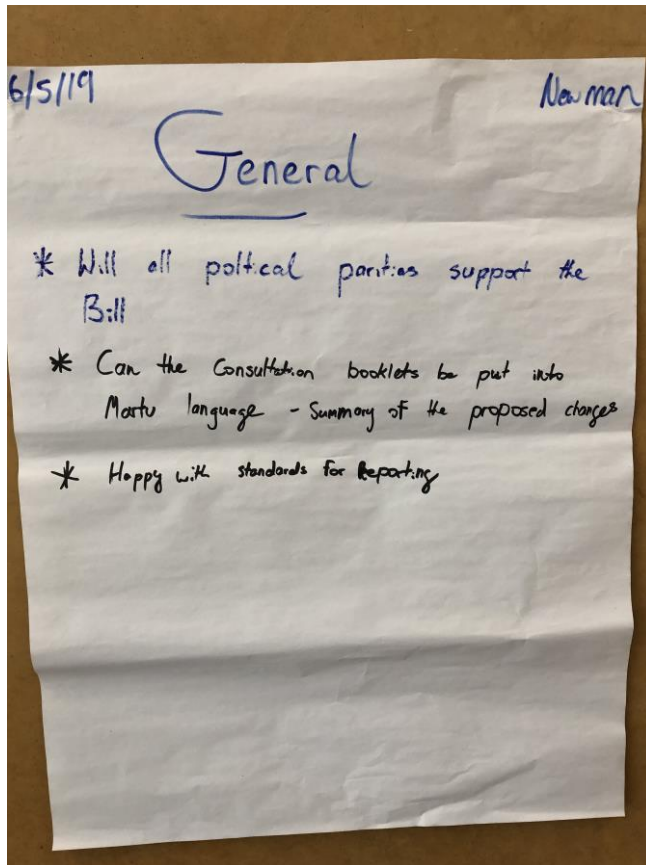 6/5/19 Newman
General
* Will all poltical parities support the
Bill
* Can the Consultation booklets be put into
Martu language - Summary of the proposed changes
* Happy with standards for Reporting